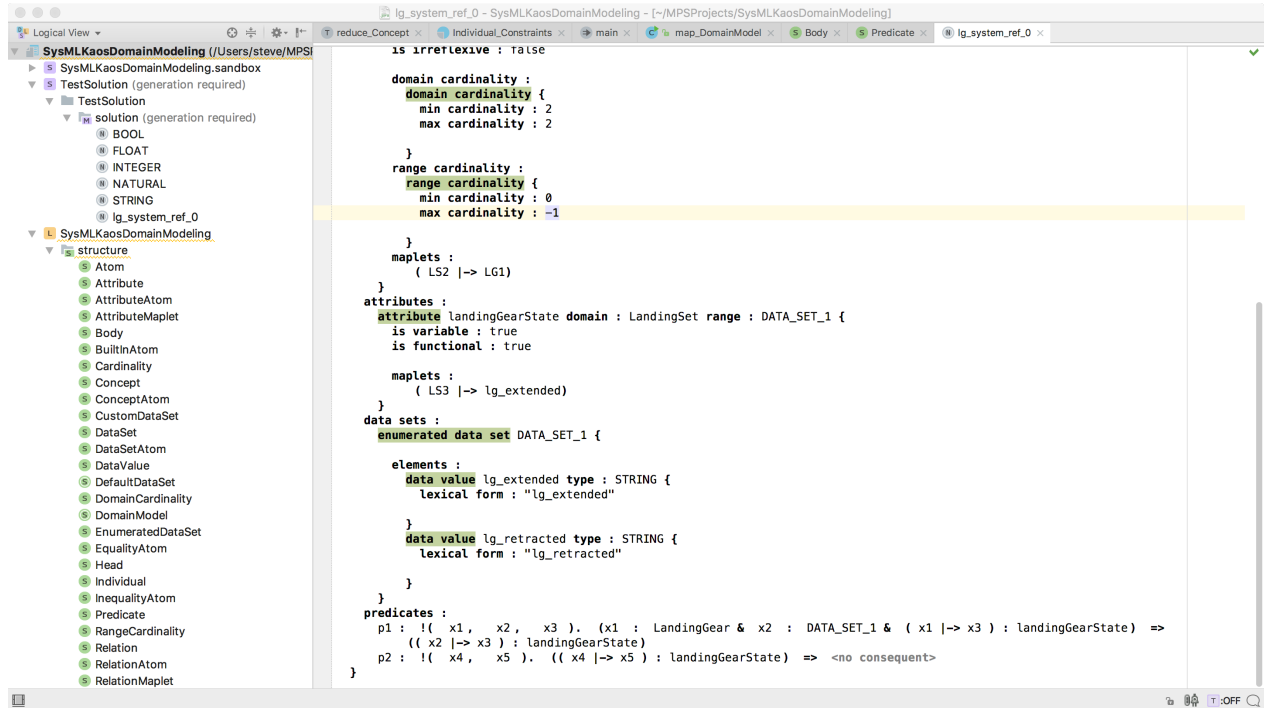 lg_system_ref_0 - SysMLKaosDomainModeling - [~/MPSProjects/SysMLKaosDomainModeling]
Logical View
reduce_Concept
Individual_Constraints
main
map_DomainModel
Body
Predicate
lg_system_ref_0
SysMLKaosDomainModeling (/Users/steve/MPSI
SysMLKaosDomainModeling.sandbox
TestSolution (generation required)
TestSolution
solution (generation required)
BOOL
FLOAT
INTEGER
NATURAL
STRING
lg_system_ref_0
SysMLKaosDomainModeling
structure
Atom
Attribute
AttributeAtom
AttributeMaplet
Body
BuiltInAtom
Cardinality
Concept
ConceptAtom
CustomDataSet
DataSet
DataSetAtom
DataValue
DefaultDataSet
DomainCardinality
DomainModel
EnumeratedDataSet
EqualityAtom
Head
Individual
InequalityAtom
Predicate
RangeCardinality
Relation
RelationAtom
RelationMaplet
is irreflexive : false
domain cardinality :
domain cardinality {
min cardinality : 2
max cardinality : 2
}
range cardinality :
range cardinality {
min cardinality : 0
max cardinality : -1
}
maplets :
( LS2 |-> LG1)
}
attributes :
attribute landingGearState domain : LandingSet range : DATA_SET_1 {
is variable : true
is functional : true
maplets :
( LS3 |-> lg_extended)
}
data sets :
enumerated data set DATA_SET_1 {
elements :
data value lg_extended type : STRING {
lexical form : "lg_extended"
}
data value lg_retracted type : STRING {
lexical form : "lg_retracted"
}
}
predicates :
p1 : !( x1 , x2 , x3 ). (x1 : LandingGear & x2 : DATA_SET_1 & ( x1 |-> x3 ) : landingGearState) =>
(( x2 |-> x3 ) : landingGearState)
p2 : !( x4 , x5 ). (( x4 |-> x5 ) : landingGearState) => <no consequent>
}
T :OFF